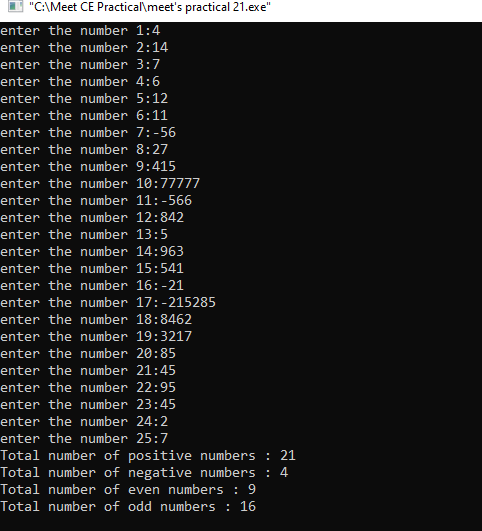 "C:\Meet CE Practical\meet's practical 21.exe"
enter the number 1:4
enter the number 2:14
enter the number 3:7
enter the number 4:6
enter the number 5:12
enter the number 6:11
enter the number 7:-56
enter the number 8:27
enter the number 9:415
enter the number 10:77777
enter the number 11:-566
enter the number 12:842
enter the number 13:5
enter the number 14:963
enter the number 15:541
enter the number 16:-21
enter the number 17:-215285
enter the number 18:8462
enter the number 19:3217
enter the number 20:85
enter the number 21:45
enter the number 22:95
enter the number 23:45
enter the number 24:2
enter the number 25:7
Total number of positive numbers : 21
Total number of negative numbers : 4
Total number of even numbers : 9
Total number of odd numbers : 16